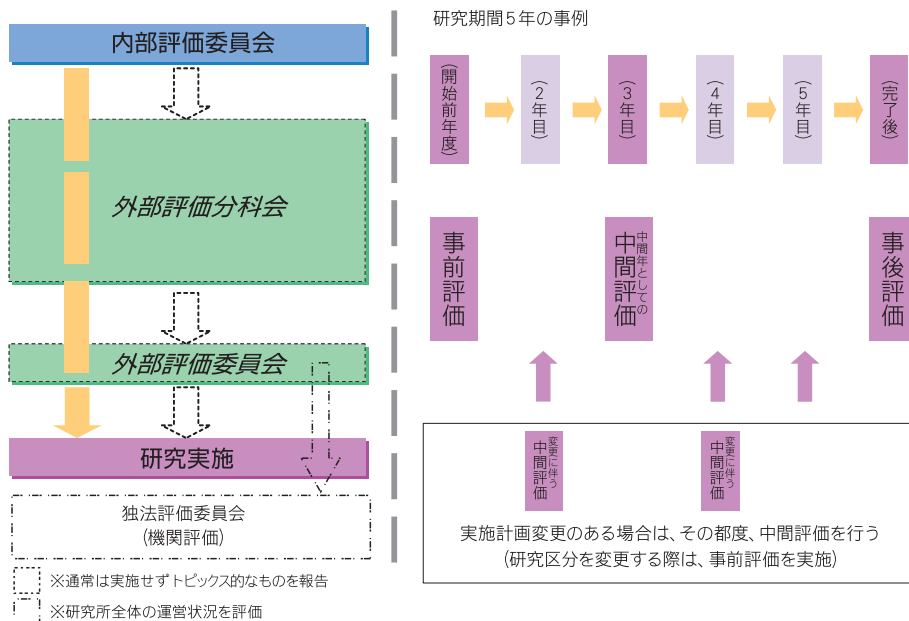 内部評価委員会
外部評価分科会
外部評価委員会
研究実施
独法評価委員会
(機関評価)
※通常は実施せずトピックス的なものを報告
※研究所全体の運営状況を評価
研究期間5年の事例
(開始前年度)
(2年目)
(3年目)
(4年目)
(5年目)
(完了後)
事前評価
中間年としての
中間評価
事後評価
変更に伴う
中間評価
変更に伴う
中間評価
実施計画変更のある場合は、その都度、中間評価を行う
(研究区分を変更する際は、事前評価を実施)